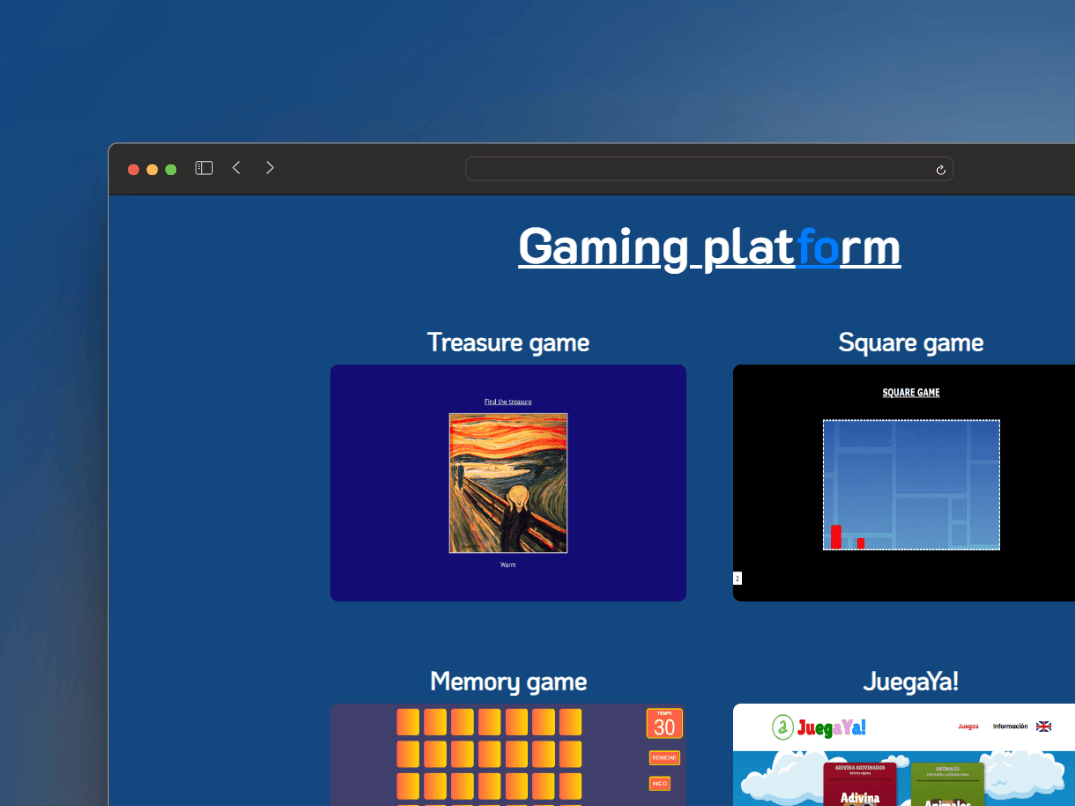 Gaming platform
Treasure game
Square game
Find the treasure
Warm
SQUARE GAME
2
Memory game
JuegaYa!
TIEMPO
30
REINICIAR
INICIO
JuegaYa!
Juegos
Información
ADIVINA ADIVINADOS
Adivina
ANIMALES
Animales